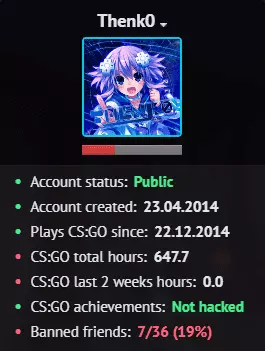 Thenk0
Account status: Public
Account created: 23.04.2014
Plays CS:GO since: 22.12.2014
CS:GO total hours: 647.7
CS:GO last 2 weeks hours: 0.0
CS:GO achievements: Not hacked
Banned friends: 7/36 (19%)